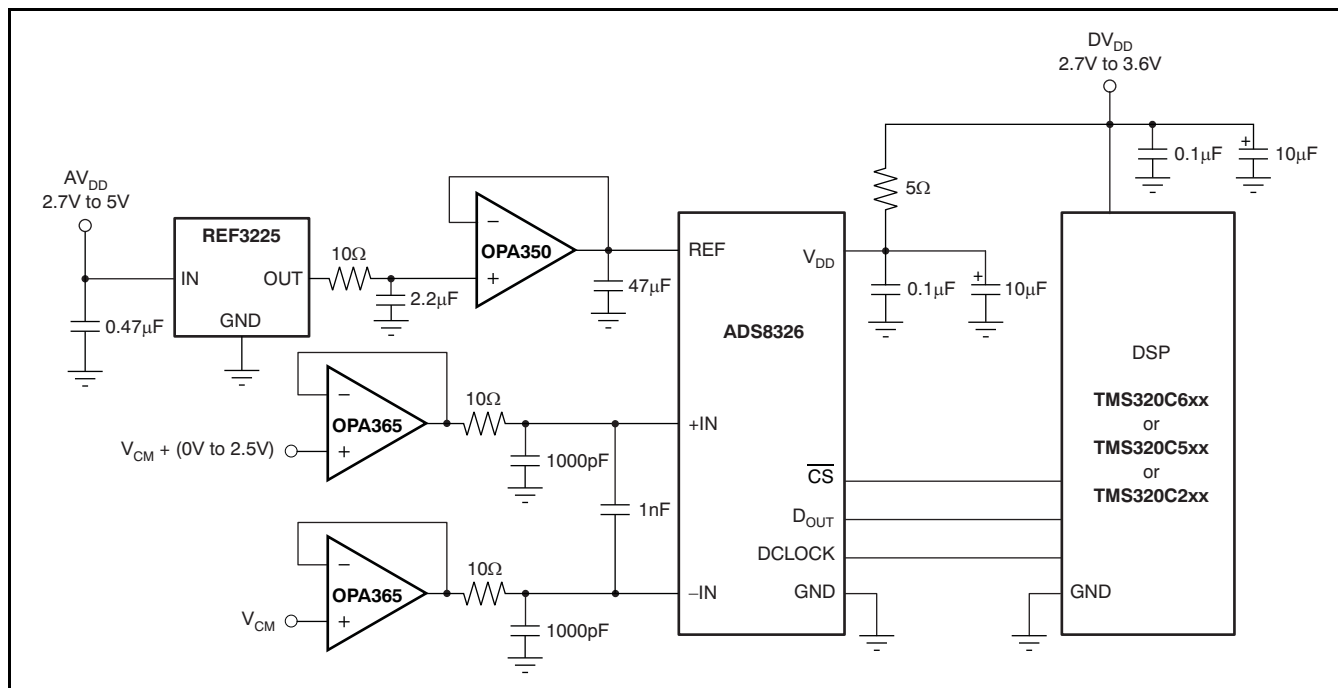 DV_DD
2.7V to 3.6V
0.1µF
+
10µF
5Ω
AV_DD
2.7V to 5V
REF3225
IN
OUT
GND
0.47µF
10Ω
2.2µF
−
OPA350
+
47µF
REF
V_DD
0.1µF
+
10µF
ADS8326
−
OPA365
+
V_CM + (0V to 2.5V)
10Ω
1000pF
+IN
1nF
−
OPA365
+
V_CM
10Ω
1000pF
−IN
C̅S̅
D_OUT
DCLOCK
GND
DSP
TMS320C6xx
or
TMS320C5xx
or
TMS320C2xx
GND